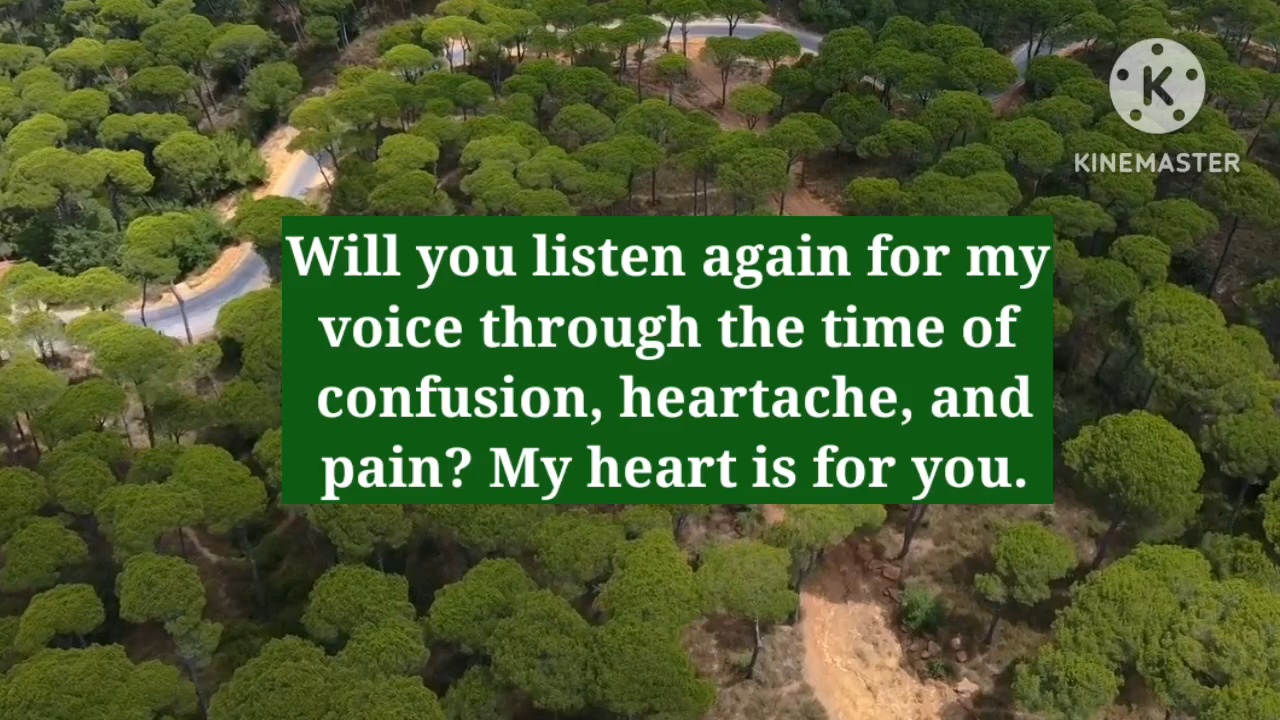 K
KINEMASTER
Will you listen again for my
voice through the time of
confusion, heartache, and
pain? My heart is for you.